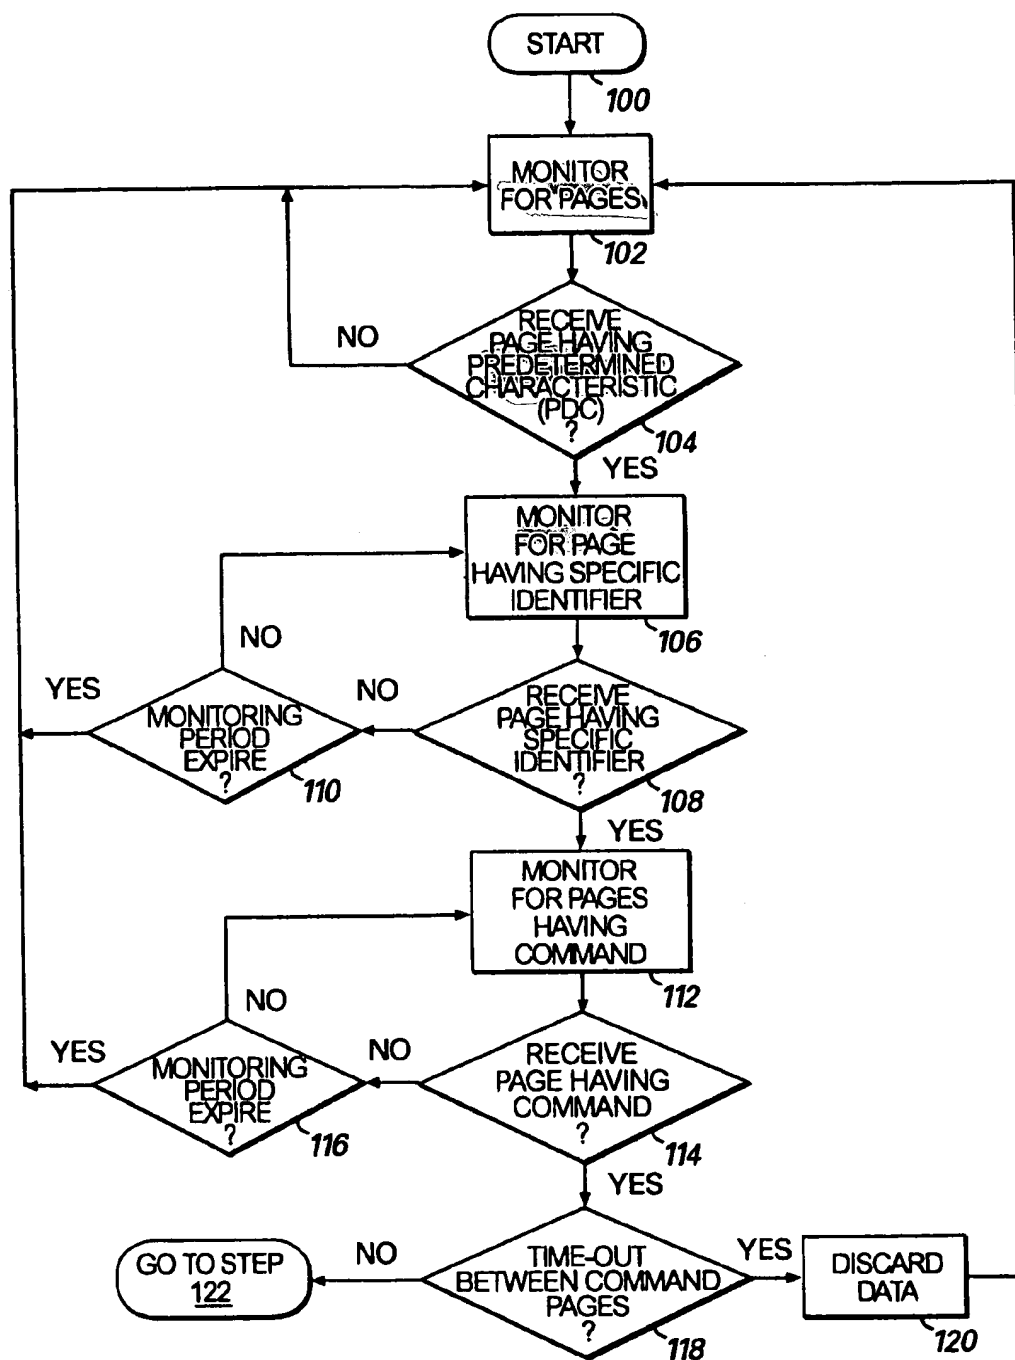 START
100
MONITOR
FOR PAGES
102
RECEIVE
PAGE HAVING
PREDETERMINED
CHARACTERISTIC
(PDC)
?
104
NO
YES
MONITOR
FOR PAGE
HAVING SPECIFIC
IDENTIFIER
106
NO
YES
MONITORING
PERIOD
EXPIRE
?
110
NO
RECEIVE
PAGE HAVING
SPECIFIC
IDENTIFIER
?
108
YES
MONITOR
FOR PAGES
HAVING
COMMAND
112
NO
YES
MONITORING
PERIOD
EXPIRE
?
116
NO
RECEIVE
PAGE HAVING
COMMAND
?
114
YES
GO TO STEP
122
NO
TIME-OUT
BETWEEN COMMAND
PAGES
?
118
YES
DISCARD
DATA
120